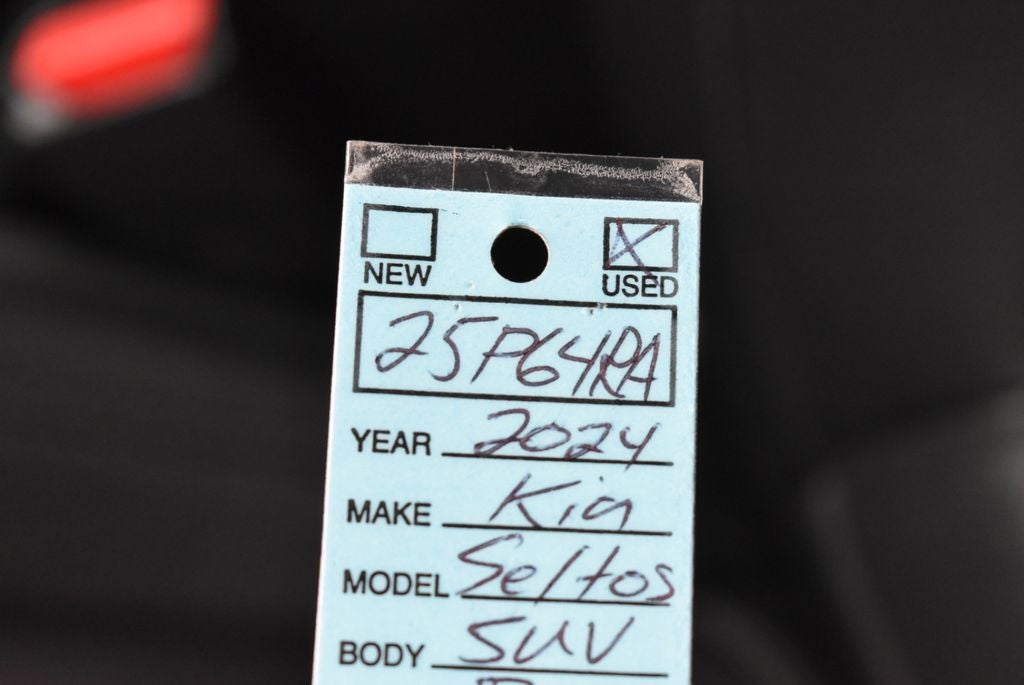 NEW USED
25P64RA
YEAR 2024
MAKE Kia
MODEL Seltos
BODY SUV